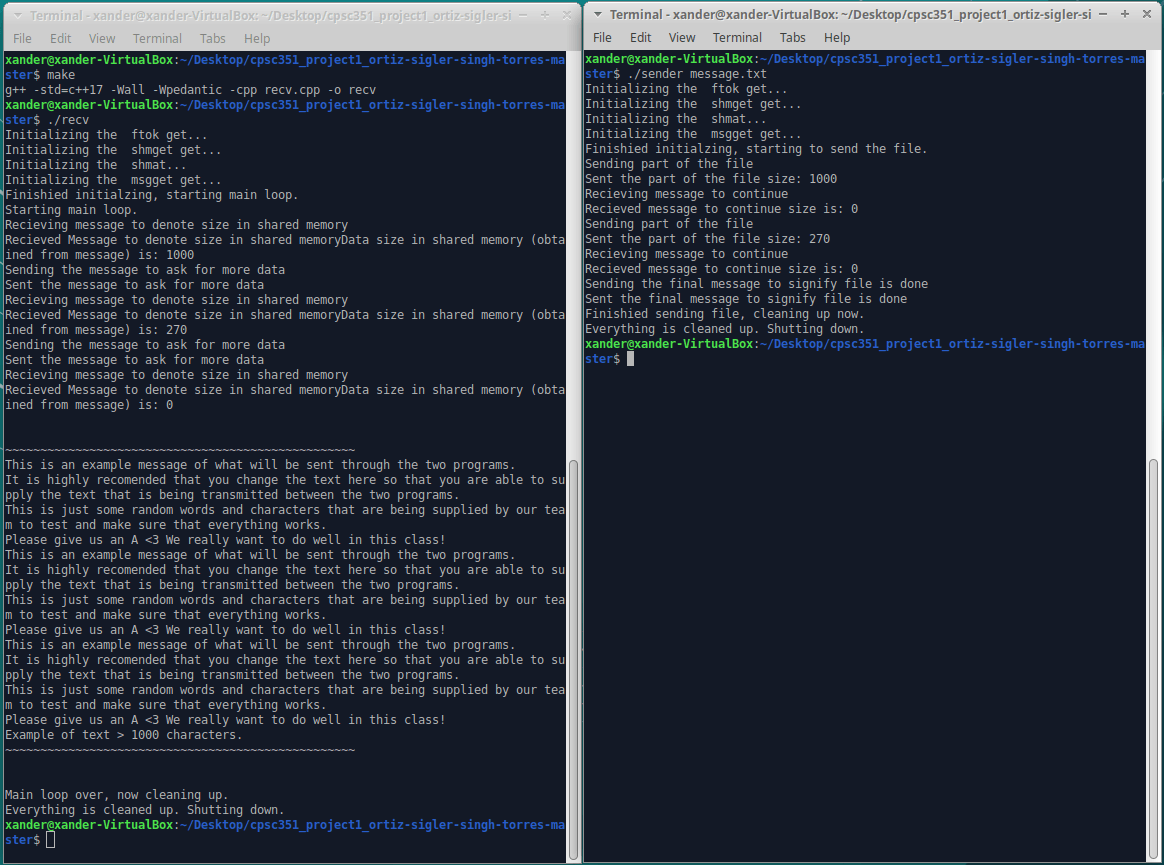 Terminal - xander@xander-VirtualBox: ~/Desktop/cpsc351_project1_ortiz-sigler-si
File Edit View Terminal Tabs Help
xander@xander-VirtualBox:~/Desktop/cpsc351_project1_ortiz-sigler-singh-torres-ma
ster$ make
g++ -std=c++17 -Wall -Wpedantic -cpp recv.cpp -o recv
xander@xander-VirtualBox:~/Desktop/cpsc351_project1_ortiz-sigler-singh-torres-ma
ster$ ./recv
Initializing the  ftok get...
Initializing the  shmget get...
Initializing the  shmat...
Initializing the  msgget get...
Finishied initialzing, starting main loop.
Starting main loop.
Recieving message to denote size in shared memory
Recieved Message to denote size in shared memoryData size in shared memory (obta
ined from message) is: 1000
Sending the message to ask for more data
Sent the message to ask for more data
Recieving message to denote size in shared memory
Recieved Message to denote size in shared memoryData size in shared memory (obta
ined from message) is: 270
Sending the message to ask for more data
Sent the message to ask for more data
Recieving message to denote size in shared memory
Recieved Message to denote size in shared memoryData size in shared memory (obta
ined from message) is: 0
~~~~~~~~~~~~~~~~~~~~~~~~~~~~~~~~~~~~~~~~~~~~~~~~~~
This is an example message of what will be sent through the two programs.
It is highly recomended that you change the text here so that you are able to su
pply the text that is being transmitted between the two programs.
This is just some random words and characters that are being supplied by our tea
m to test and make sure that everything works.
Please give us an A <3 We really want to do well in this class!
This is an example message of what will be sent through the two programs.
It is highly recomended that you change the text here so that you are able to su
pply the text that is being transmitted between the two programs.
This is just some random words and characters that are being supplied by our tea
m to test and make sure that everything works.
Please give us an A <3 We really want to do well in this class!
This is an example message of what will be sent through the two programs.
It is highly recomended that you change the text here so that you are able to su
pply the text that is being transmitted between the two programs.
This is just some random words and characters that are being supplied by our tea
m to test and make sure that everything works.
Please give us an A <3 We really want to do well in this class!
Example of text > 1000 characters.
~~~~~~~~~~~~~~~~~~~~~~~~~~~~~~~~~~~~~~~~~~~~~~~~~~
Main loop over, now cleaning up.
Everything is cleaned up. Shutting down.
xander@xander-VirtualBox:~/Desktop/cpsc351_project1_ortiz-sigler-singh-torres-ma
ster$
Terminal - xander@xander-VirtualBox: ~/Desktop/cpsc351_project1_ortiz-sigler-si
File Edit View Terminal Tabs Help
xander@xander-VirtualBox:~/Desktop/cpsc351_project1_ortiz-sigler-singh-torres-ma
ster$ ./sender message.txt
Initializing the  ftok get...
Initializing the  shmget get...
Initializing the  shmat...
Initializing the  msgget get...
Finishied initialzing, starting to send the file.
Sending part of the file
Sent the part of the file size: 1000
Recieving message to continue
Recieved message to continue size is: 0
Sending part of the file
Sent the part of the file size: 270
Recieving message to continue
Recieved message to continue size is: 0
Sending the final message to signify file is done
Sent the final message to signify file is done
Finishied sending file, cleaning up now.
Everything is cleaned up. Shutting down.
xander@xander-VirtualBox:~/Desktop/cpsc351_project1_ortiz-sigler-singh-torres-ma
ster$